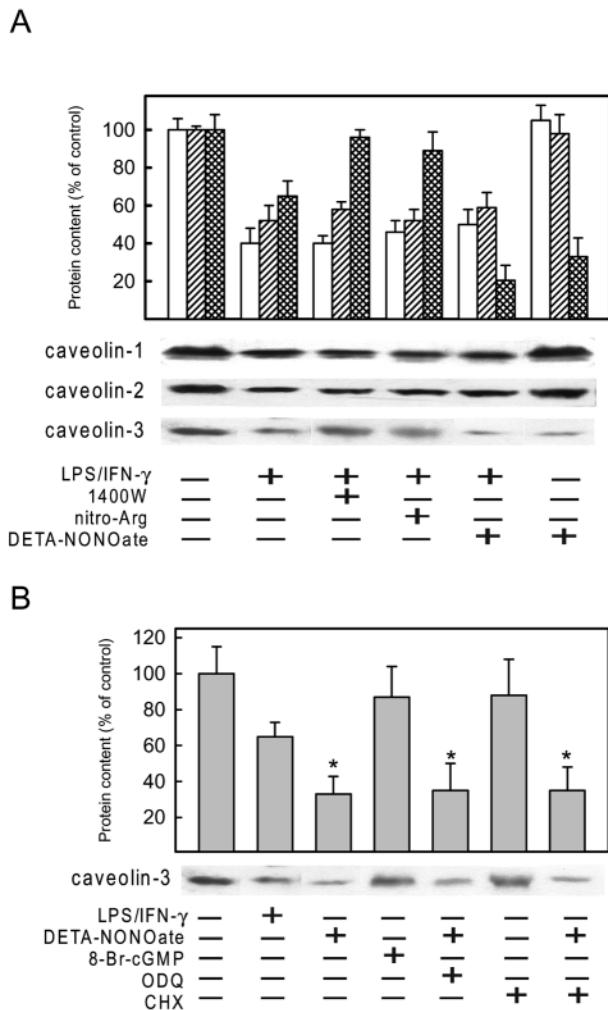 A
Protein content (% of control)
100
80
60
40
20
caveolin-1
caveolin-2
caveolin-3
LPS/IFN-γ — + + + + —
1400W — — + — — —
nitro-Arg — — — + — —
DETA-NONOate — — — — + +
B
Protein content (% of control)
120
100
80
60
40
20
* * *
caveolin-3
LPS/IFN-γ — + — — — — —
DETA-NONOate — — + — + — +
8-Br-cGMP — — — + — — —
ODQ — — — — + — —
CHX — — — — — + +